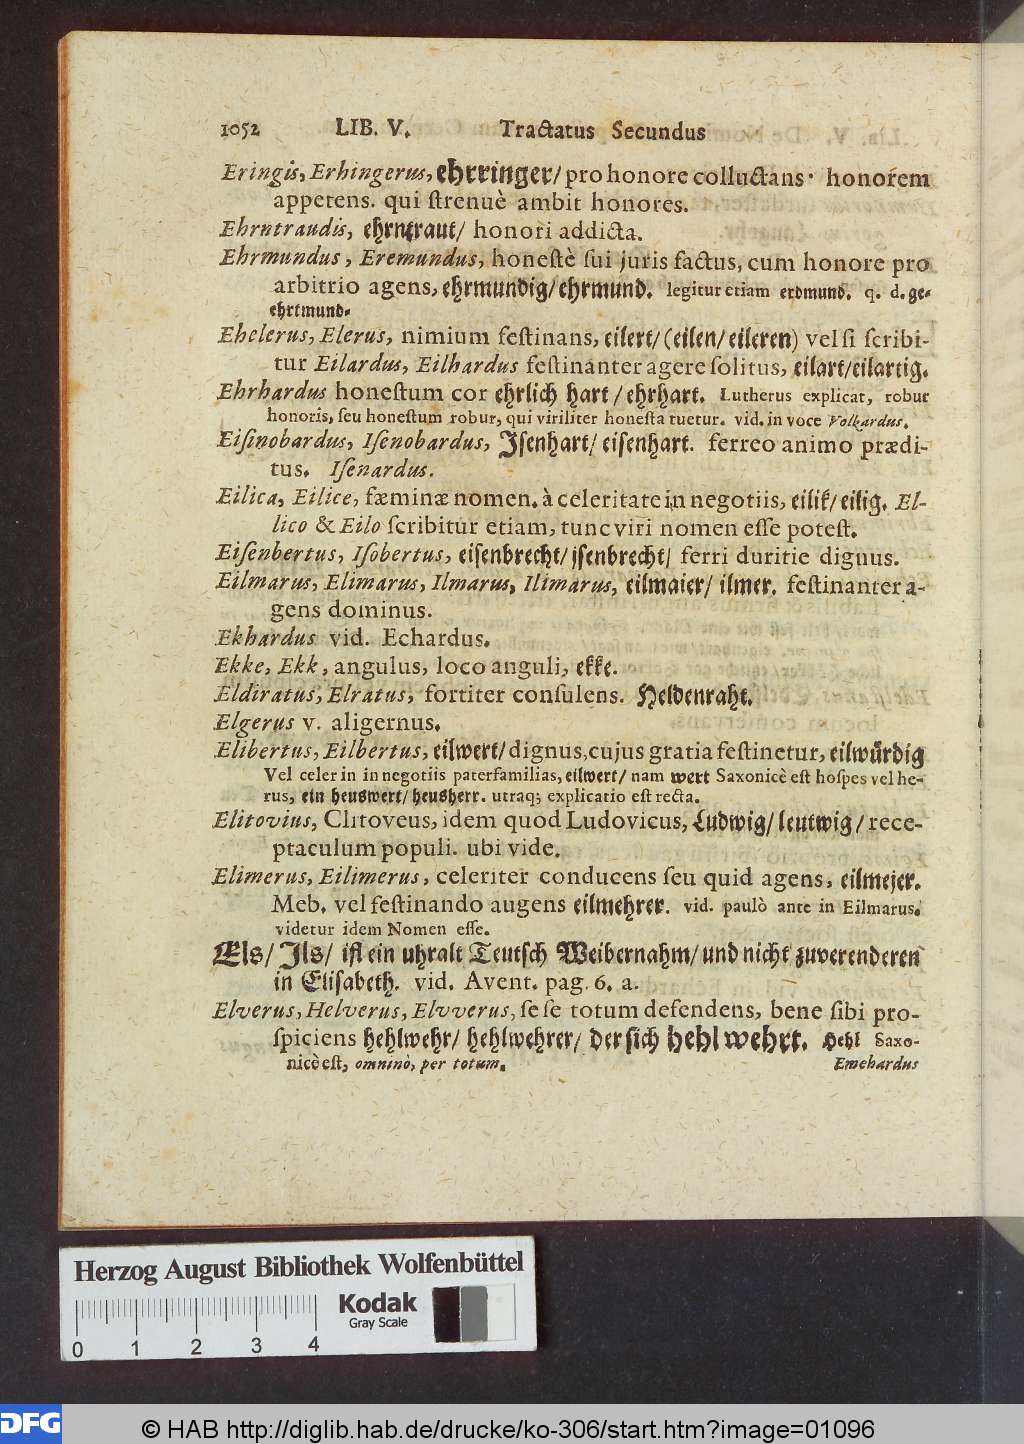 1052 LIB. V. Tractatus Secundus
Eringis, Erhingerus, ehrringer/ pro honore colluctans· honorem
appetens. qui ſtrenuè ambit honores.
Ehrntraudis, ehrntraut/ honori addicta.
Ehrmundus, Eremundus, honeſtè ſui juris factus, cum honore pro
arbitrio agens, ehrmundig/ ehrmund. legitur etiam erdmund. q. d. ge-
ehrtmund.
Ehelerus, Elerus, nimium feſtinans, eilert/ (eilen/ eileren) vel ſi ſcribi-
tur Eilardus, Eilhardus feſtinanter agere ſolitus, eilart/ eilartig.
Ehrhardus honeſtum cor ehrlich hart/ ehrhart. Lutherus explicat, robur
honoris, ſeu honeſtum robur, qui viriliter honeſta tuetur. vid. in voce Volhardus.
Eiſinobardus, Iſenobardus, Iſenhart/ eiſenhart. ferreo animo prædi-
tus. Iſenardus.
Eilica, Eilice, fæminæ nomen. à celeritate in negotiis, eilik/ eilig. El-
lico & Eilo ſcribitur etiam, tunc viri nomen eſſe poteſt.
Eiſenbertus, Iſobertus, eiſenbrecht/ jſenbrecht/ ferri duritie dignus.
Eilmarus, Elimarus, Ilmarus, Ilimarus, eilmaier/ ilmer. feſtinanter a-
gens dominus.
Ekhardus vid. Echardus.
Ekke, Ekk, angulus, loco anguli, ekke.
Eldiratus, Elratus, fortiter conſulens. Heldenraht.
Elgerus v. aligernus.
Elibertus, Eilbertus, eilwert/ dignus, cujus gratia feſtinetur, eilwürdig
Vel celer in in negotiis paterfamilias, eilwert/ nam wert Saxonicè eſt hoſpes vel he-
rus, ein heuswert/ heusherr. utraq; explicatio eſt recta.
Elitovius, Clitoveus, idem quod Ludovicus, Ludwig/ leutwig/ rece-
ptaculum populi. ubi vide.
Elimerus, Eilimerus, celeriter conducens ſeu quid agens, eilmejer.
Meb. vel feſtinando augens eilmehrer. vid. paulò ante in Eilmarus.
videtur idem Nomen eſſe.
Els/ Ils/ iſt ein uhralt Teutſch Weibernahm/ und nicht zuverenderen
in Eliſabeth. vid. Avent. pag. 6. a.
Elverus, Helverus, Elvverus, ſe ſe totum defendens, bene ſibi pro-
ſpiciens hehlwehr/ hehlwehrer/ der ſich hehl wehrt. Hehl Saxo-
nicè eſt, omninò, per totum. Emehardus
Herzog August Bibliothek Wolfenbüttel
Kodak
Gray Scale
0 1 2 3 4
DFG © HAB http://diglib.hab.de/drucke/ko-306/start.htm?image=01096